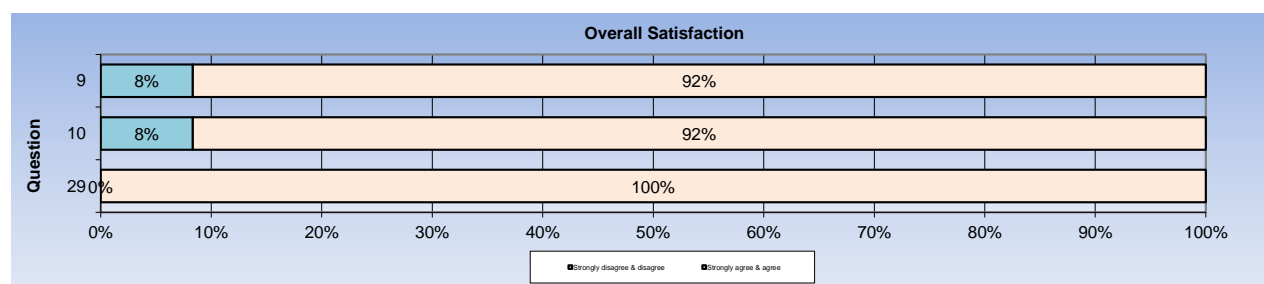 Overall Satisfaction
9 8% 92%
10 8% 92%
Question
29 0% 100%
0% 10% 20% 30% 40% 50% 60% 70% 80% 90% 100%
Strongly disagree & disagree Strongly agree & agree